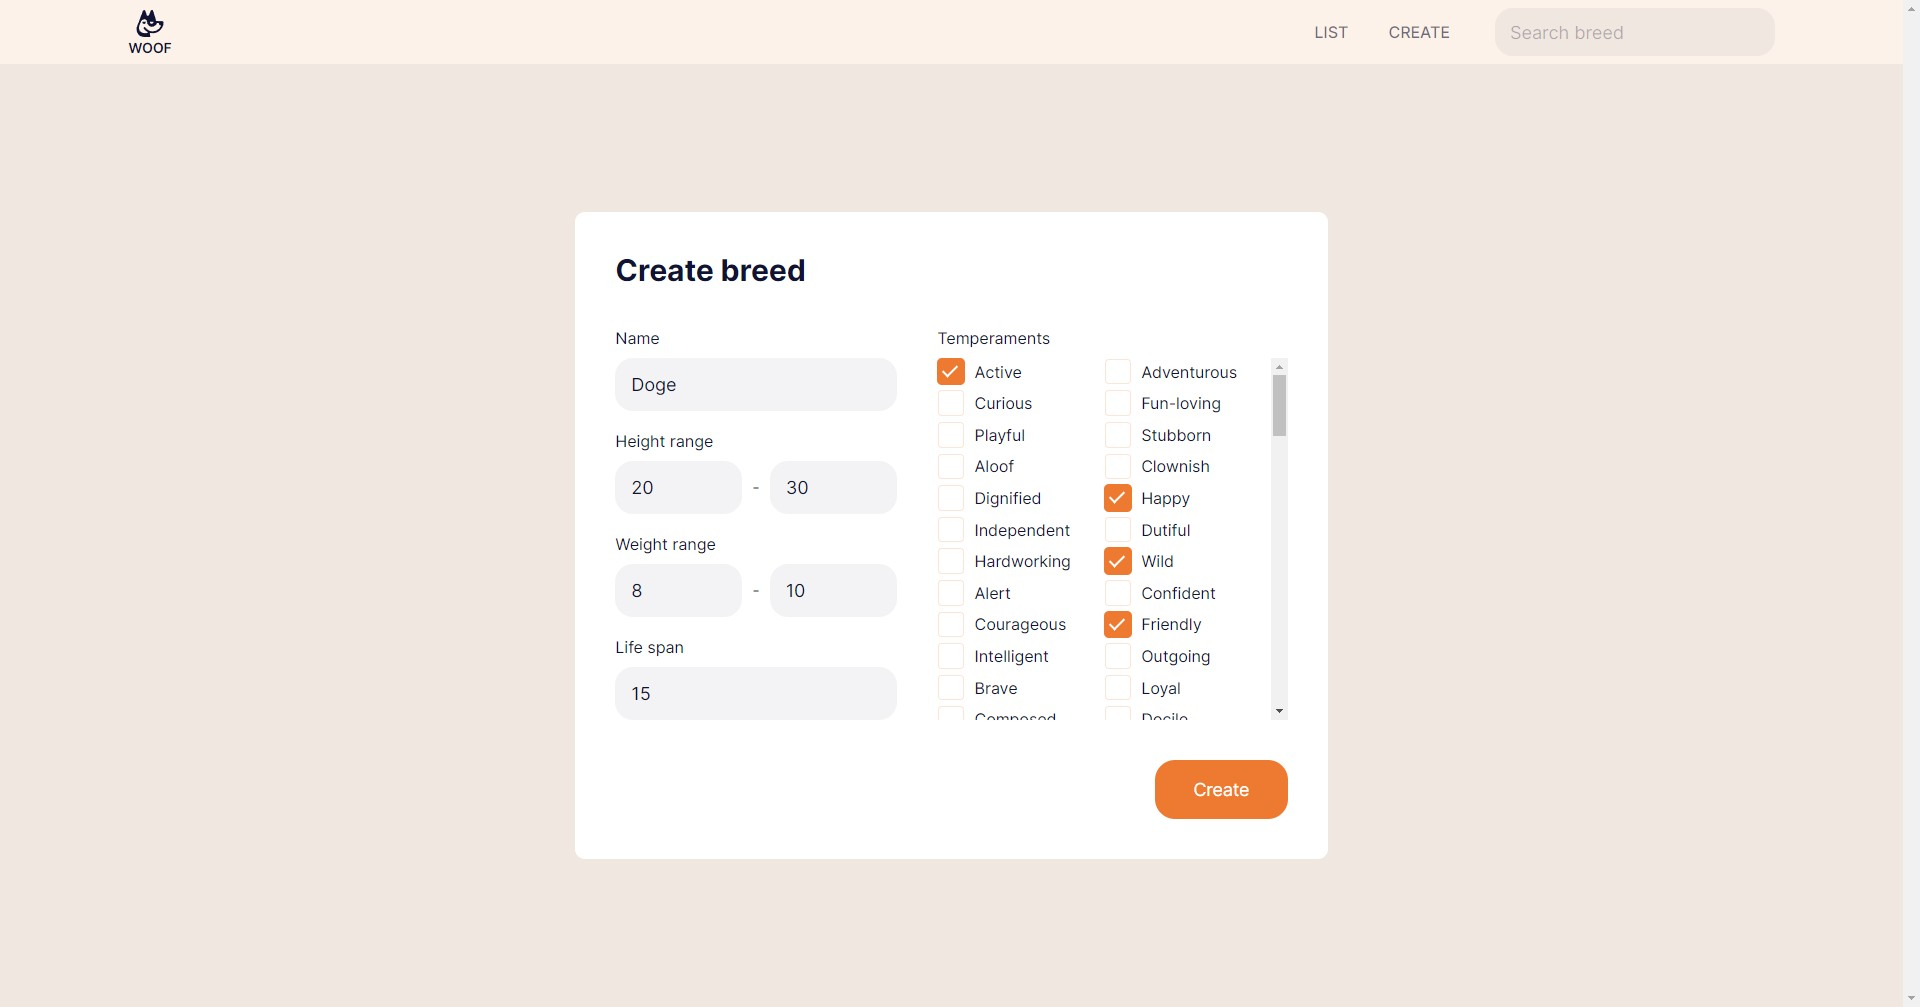 WOOF
LIST
CREATE
Search breed
Create breed
Name
Doge
Height range
20 - 30
Weight range
8 - 10
Life span
15
Temperaments
Active
Adventurous
Curious
Fun-loving
Playful
Stubborn
Aloof
Clownish
Dignified
Happy
Independent
Dutiful
Hardworking
Wild
Alert
Confident
Courageous
Friendly
Intelligent
Outgoing
Brave
Loyal
Composed
Docile
Create